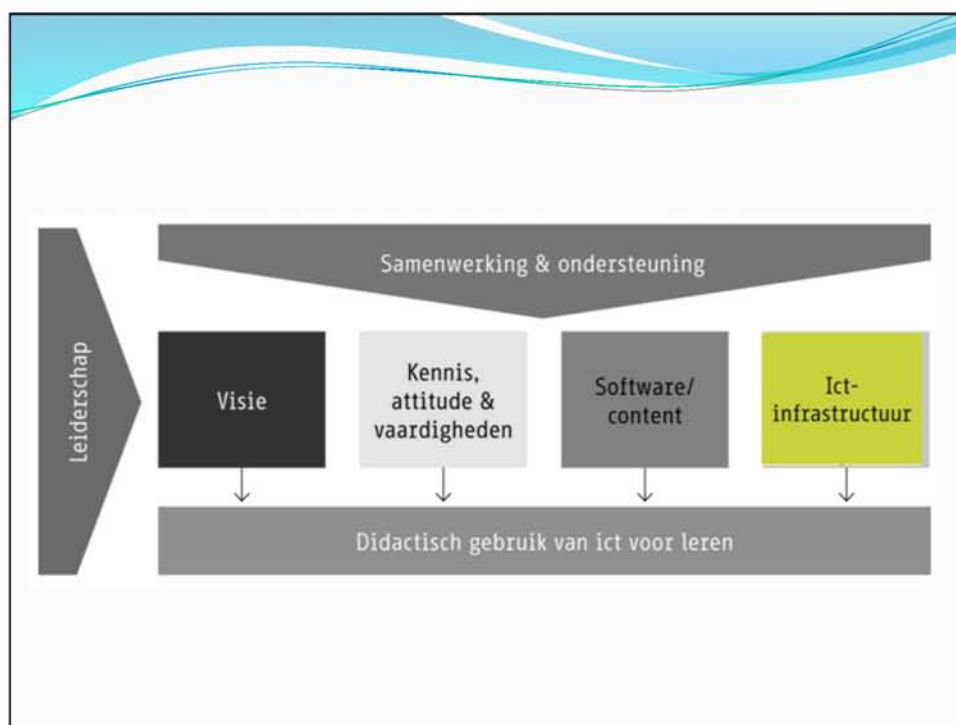 Leiderschap
Samenwerking & ondersteuning
Visie
Kennis,
attitude &
vaardigheden
Software/
content
Ict-
infrastructuur
Didactisch gebruik van ict voor leren